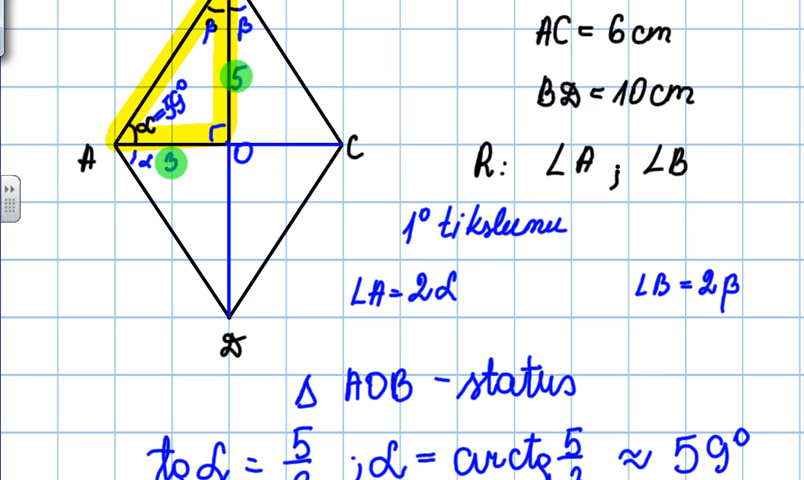 β β
5
α=59°
A
α 3
O
C
D
AC = 6 cm
BD = 10 cm
R: ∠A ; ∠B
1° tikslumu
∠A = 2α
∠B = 2β
Δ AOB - status
tg α = 5/3 ; α = arctg 5/3 ≈ 59°